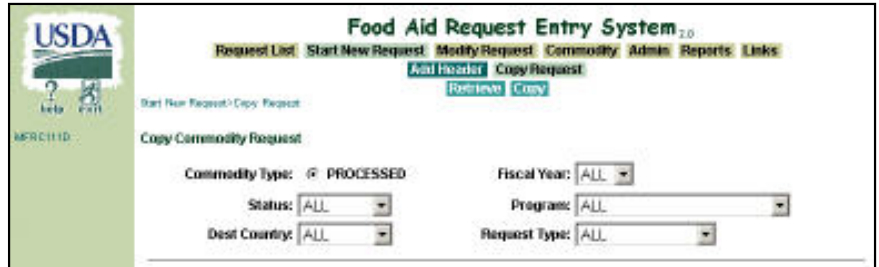 USDA
Food Aid Request Entry System 2.0
Request List Start New Request Modify Request Commodity Admin Reports Links
Add Header Copy Request
Retrieve Copy
? help exit
Start New Request>Copy Request
MFRC111D
Copy Commodity Request
Commodity Type: PROCESSED Fiscal Year: ALL
Status: ALL Program: ALL
Dest Country: ALL Request Type: ALL